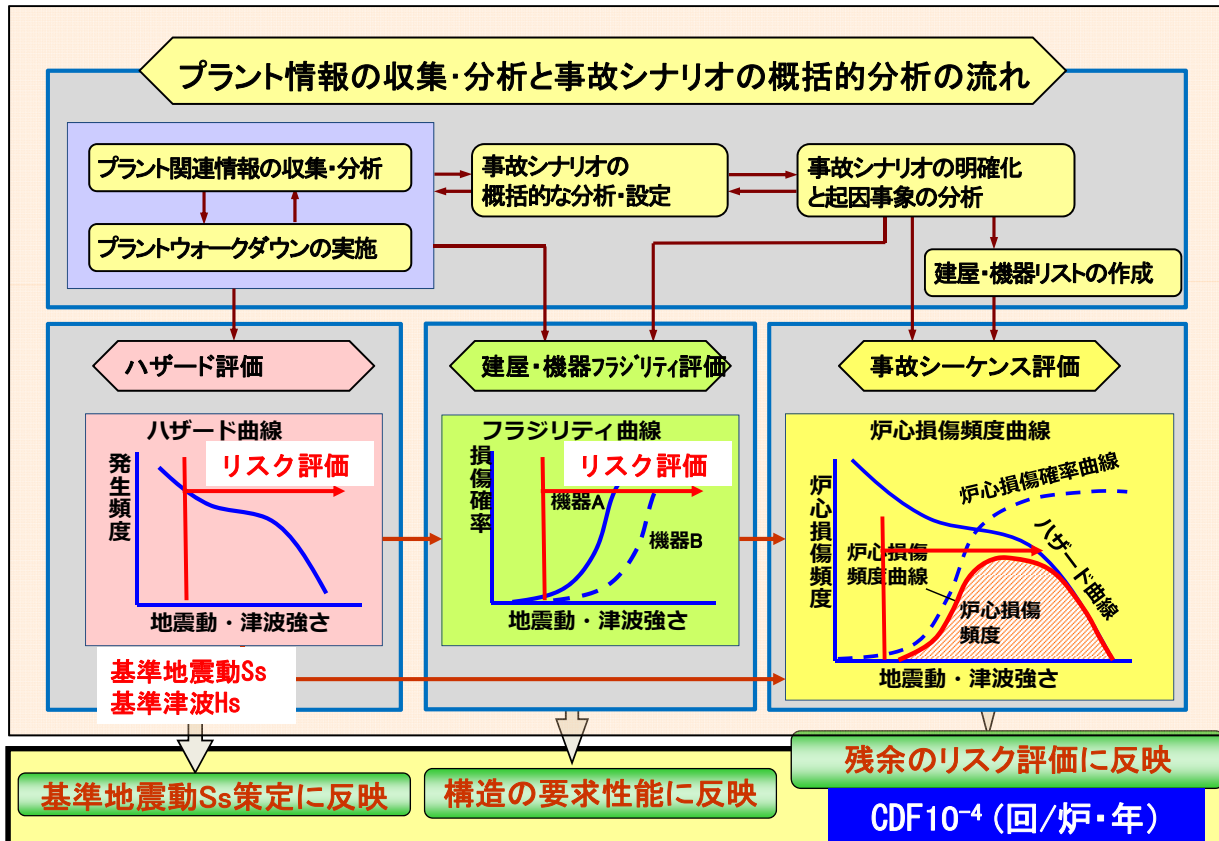 プラント情報の収集・分析と事故シナリオの概括的分析の流れ
プラント関連情報の収集・分析
プラントウォークダウンの実施
事故シナリオの
概括的な分析・設定
事故シナリオの明確化
と起因事象の分析
建屋・機器リストの作成
ハザード評価
ハザード曲線
発生頻度
リスク評価
地震動・津波強さ
基準地震動Ss
基準津波Hs
建屋・機器フラジリティ評価
フラジリティ曲線
損傷確率
リスク評価
機器A
機器B
地震動・津波強さ
事故シーケンス評価
炉心損傷頻度曲線
炉心損傷頻度
炉心損傷確率曲線
ハザード曲線
炉心損傷
頻度曲線
炉心損傷
頻度
地震動・津波強さ
基準地震動Ss策定に反映
構造の要求性能に反映
残余のリスク評価に反映
CDF10⁻⁴(回/炉・年)